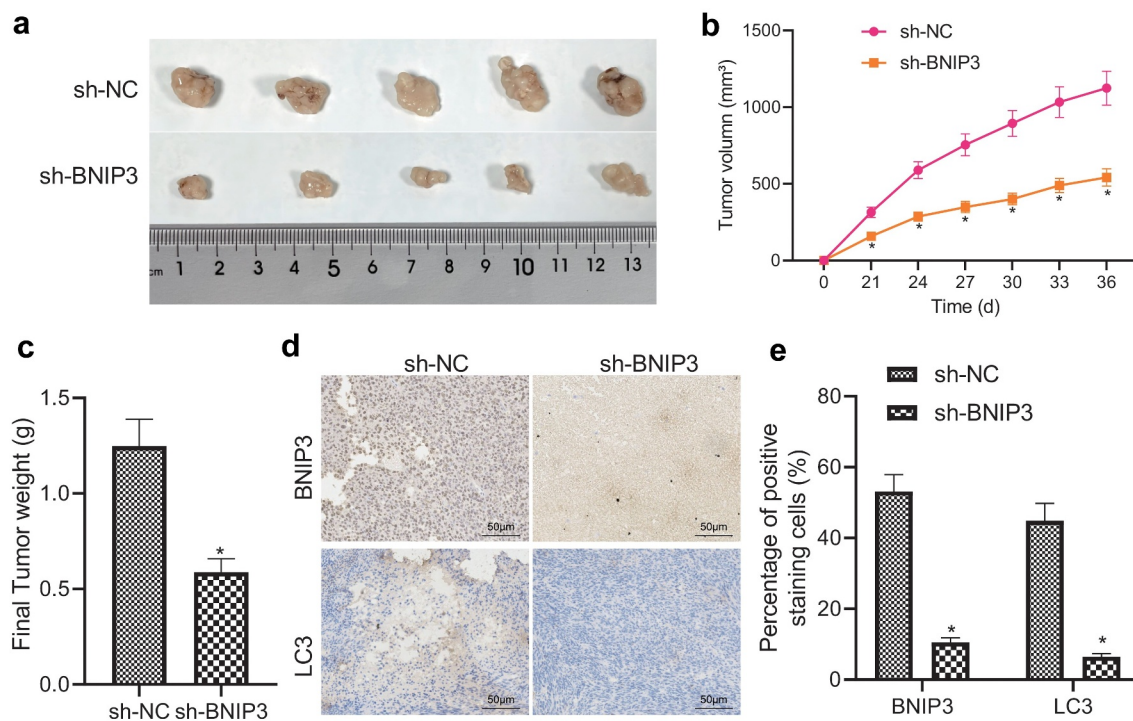 a
sh-NC
sh-BNIP3
cm 1 2 3 4 5 6 7 8 9 10 11 12 13
b
sh-NC
sh-BNIP3
Tumor volumn (mm³)
1500
1000
500
0
* * * * * *
0 21 24 27 30 33 36
Time (d)
c
Final Tumor weight (g)
1.5
1.0
0.5
0.0
*
sh-NC sh-BNIP3
d
sh-NC sh-BNIP3
BNIP3
50μm 50μm
LC3
50μm 50μm
e
sh-NC
sh-BNIP3
Percentage of positive
staining cells (%)
80
60
40
20
0
* *
BNIP3 LC3